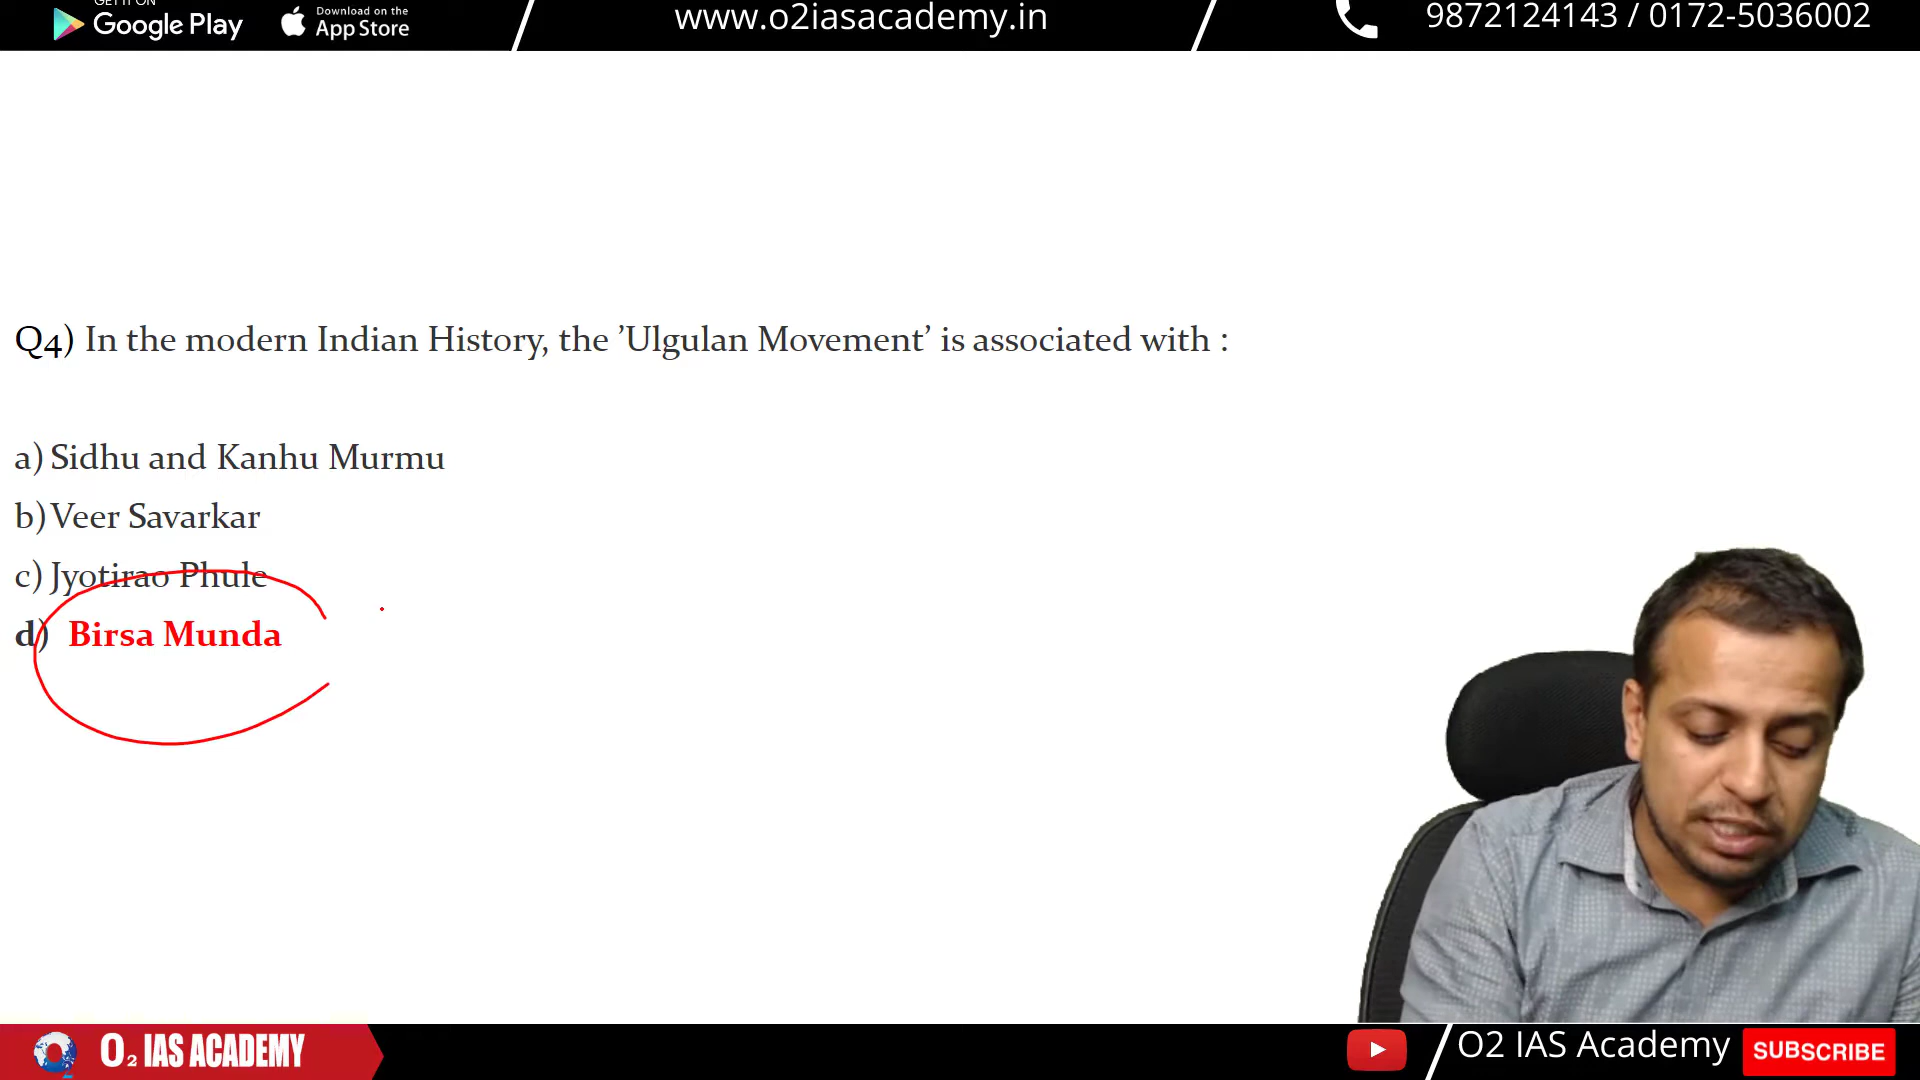 GET IT ON
Google Play
Download on the
App Store
www.o2iasacademy.in
9872124143 / 0172-5036002
Q4) In the modern Indian History, the ’Ulgulan Movement’ is associated with :
a) Sidhu and Kanhu Murmu
b) Veer Savarkar
c) Jyotirao Phule
d) Birsa Munda
O2 IAS ACADEMY
O2 IAS Academy
SUBSCRIBE